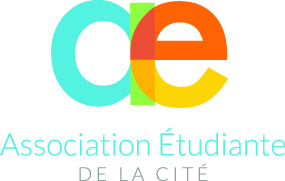 ae
Association Étudiante
DE LA CITÉ